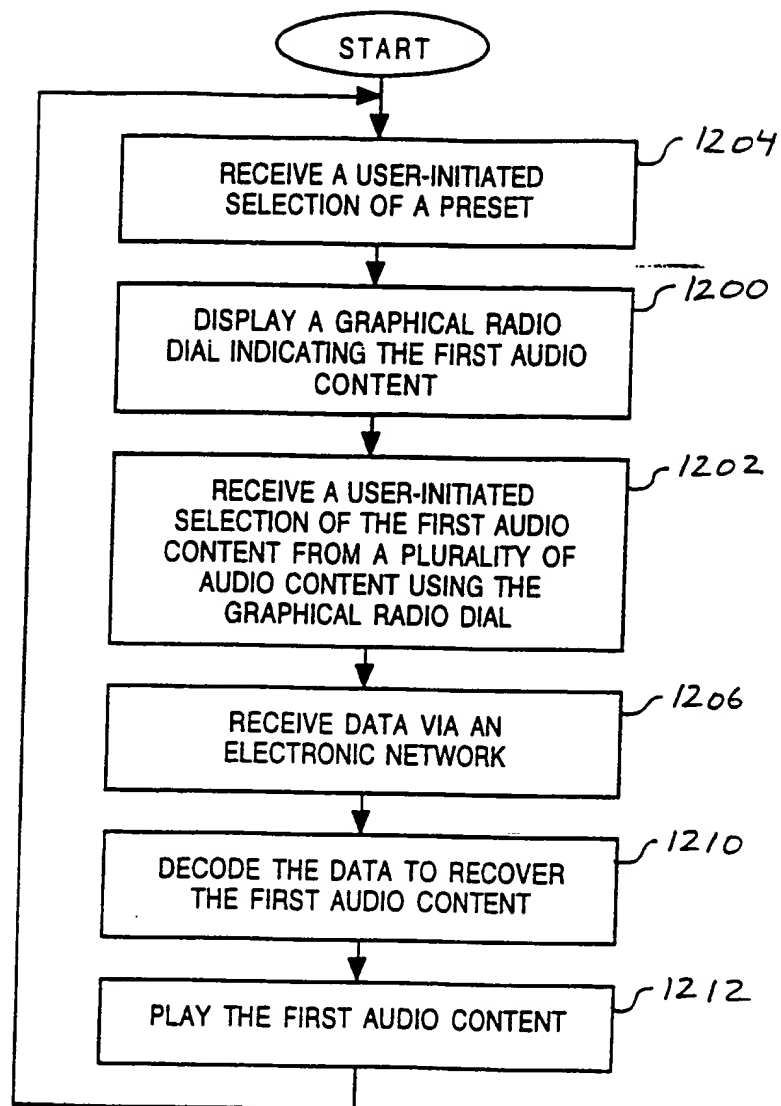 START
1204
RECEIVE A USER-INITIATED
SELECTION OF A PRESET
1200
DISPLAY A GRAPHICAL RADIO
DIAL INDICATING THE FIRST AUDIO
CONTENT
1202
RECEIVE A USER-INITIATED
SELECTION OF THE FIRST AUDIO
CONTENT FROM A PLURALITY OF
AUDIO CONTENT USING THE
GRAPHICAL RADIO DIAL
1206
RECEIVE DATA VIA AN
ELECTRONIC NETWORK
1210
DECODE THE DATA TO RECOVER
THE FIRST AUDIO CONTENT
1212
PLAY THE FIRST AUDIO CONTENT